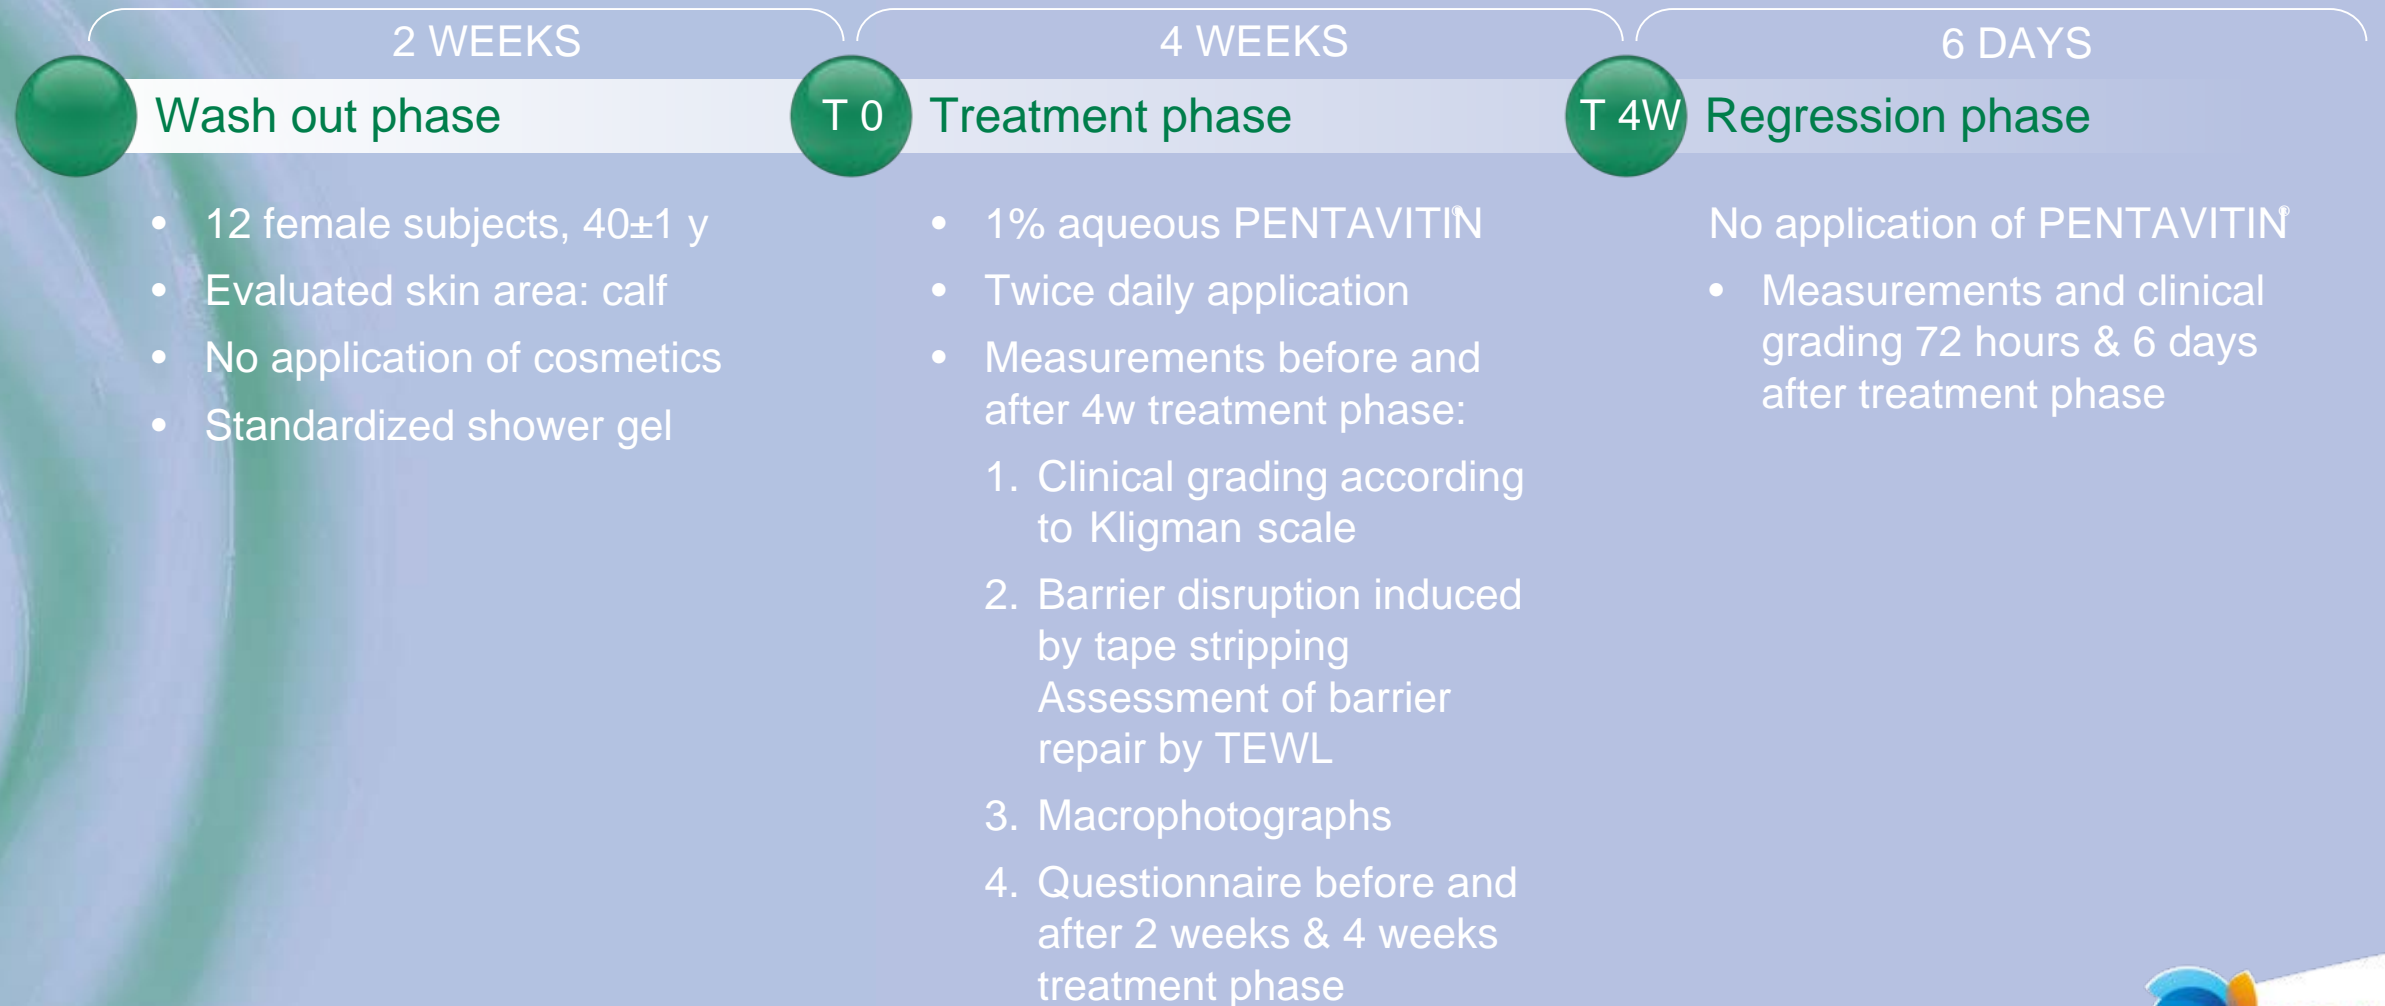 2 WEEKS
4 WEEKS
6 DAYS
Wash out phase
T 0
Treatment phase
T 4W
Regression phase
• 12 female subjects, 40±1 y
• Evaluated skin area: calf
• No application of cosmetics
• Standardized shower gel
• 1% aqueous PENTAVITIN®
• Twice daily application
• Measurements before and
after 4w treatment phase:
1. Clinical grading according
to Kligman scale
2. Barrier disruption induced
by tape stripping
Assessment of barrier
repair by TEWL
3. Macrophotographs
4. Questionnaire before and
after 2 weeks & 4 weeks
treatment phase
No application of PENTAVITIN®
• Measurements and clinical
grading 72 hours & 6 days
after treatment phase